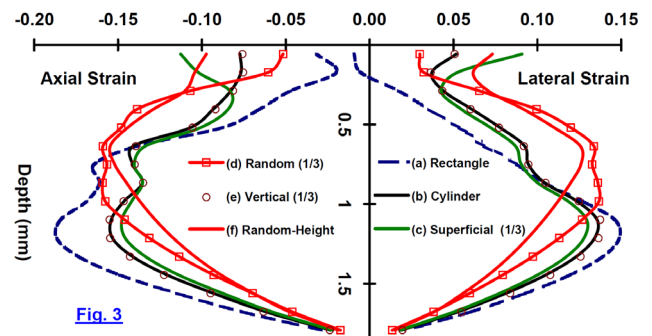 -0.20 -0.15 -0.10 -0.05 0.00 0.05 0.10 0.15
Axial Strain
Lateral Strain
0.5
(d) Random (1/3)
(a) Rectangle
(e) Vertical (1/3)
(b) Cylinder
1
(f) Random-Height
(c) Superficial (1/3)
Depth (mm)
1.5
Fig. 3